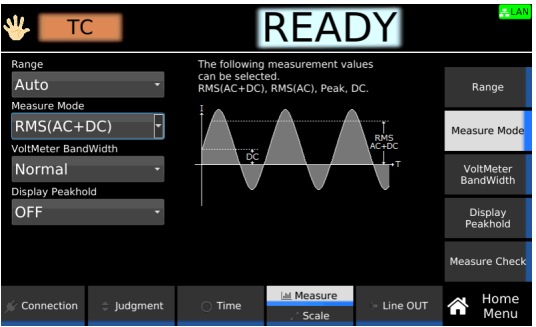 TC
READY
LAN
Range
Auto
Measure Mode
RMS(AC+DC)
VoltMeter BandWidth
Normal
Display Peakhold
OFF
The following measurement values
can be selected.
RMS(AC+DC), RMS(AC), Peak, DC.
I
DC
RMS
AC+DC
T
Range
Measure Mode
VoltMeter
BandWidth
Display
Peakhold
Measure Check
Connection
Judgment
Time
Measure
Scale
Line OUT
Home
Menu